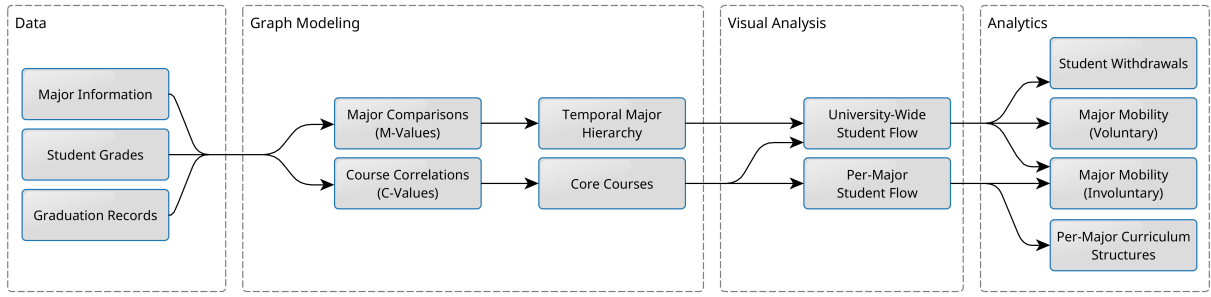 Data
Major Information
Student Grades
Graduation Records
Graph Modeling
Major Comparisons
(M-Values)
Course Correlations
(C-Values)
Temporal Major
Hierarchy
Core Courses
Visual Analysis
University-Wide
Student Flow
Per-Major
Student Flow
Analytics
Student Withdrawals
Major Mobility
(Voluntary)
Major Mobility
(Involuntary)
Per-Major Curriculum
Structures